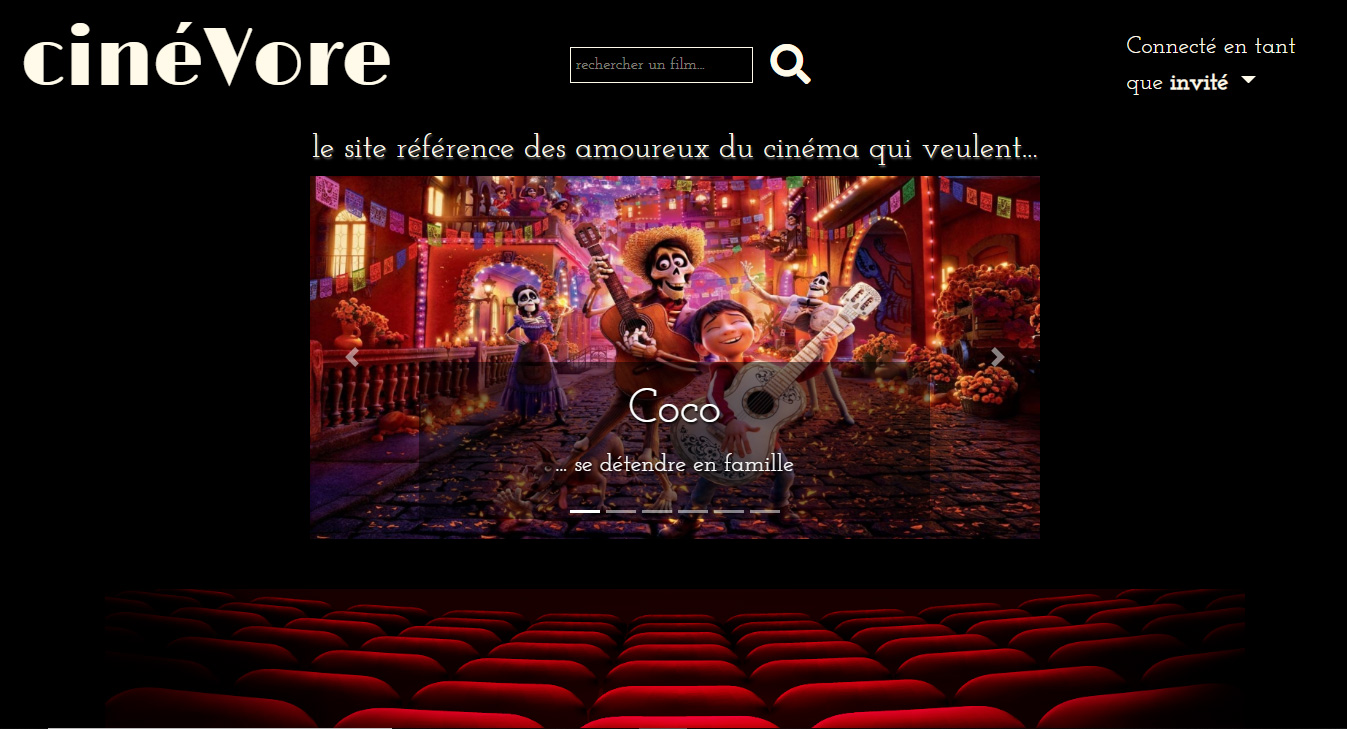 cinéVore
rechercher un film...
Connecté en tant
que invité
le site référence des amoureux du cinéma qui veulent...
Coco
... se détendre en famille